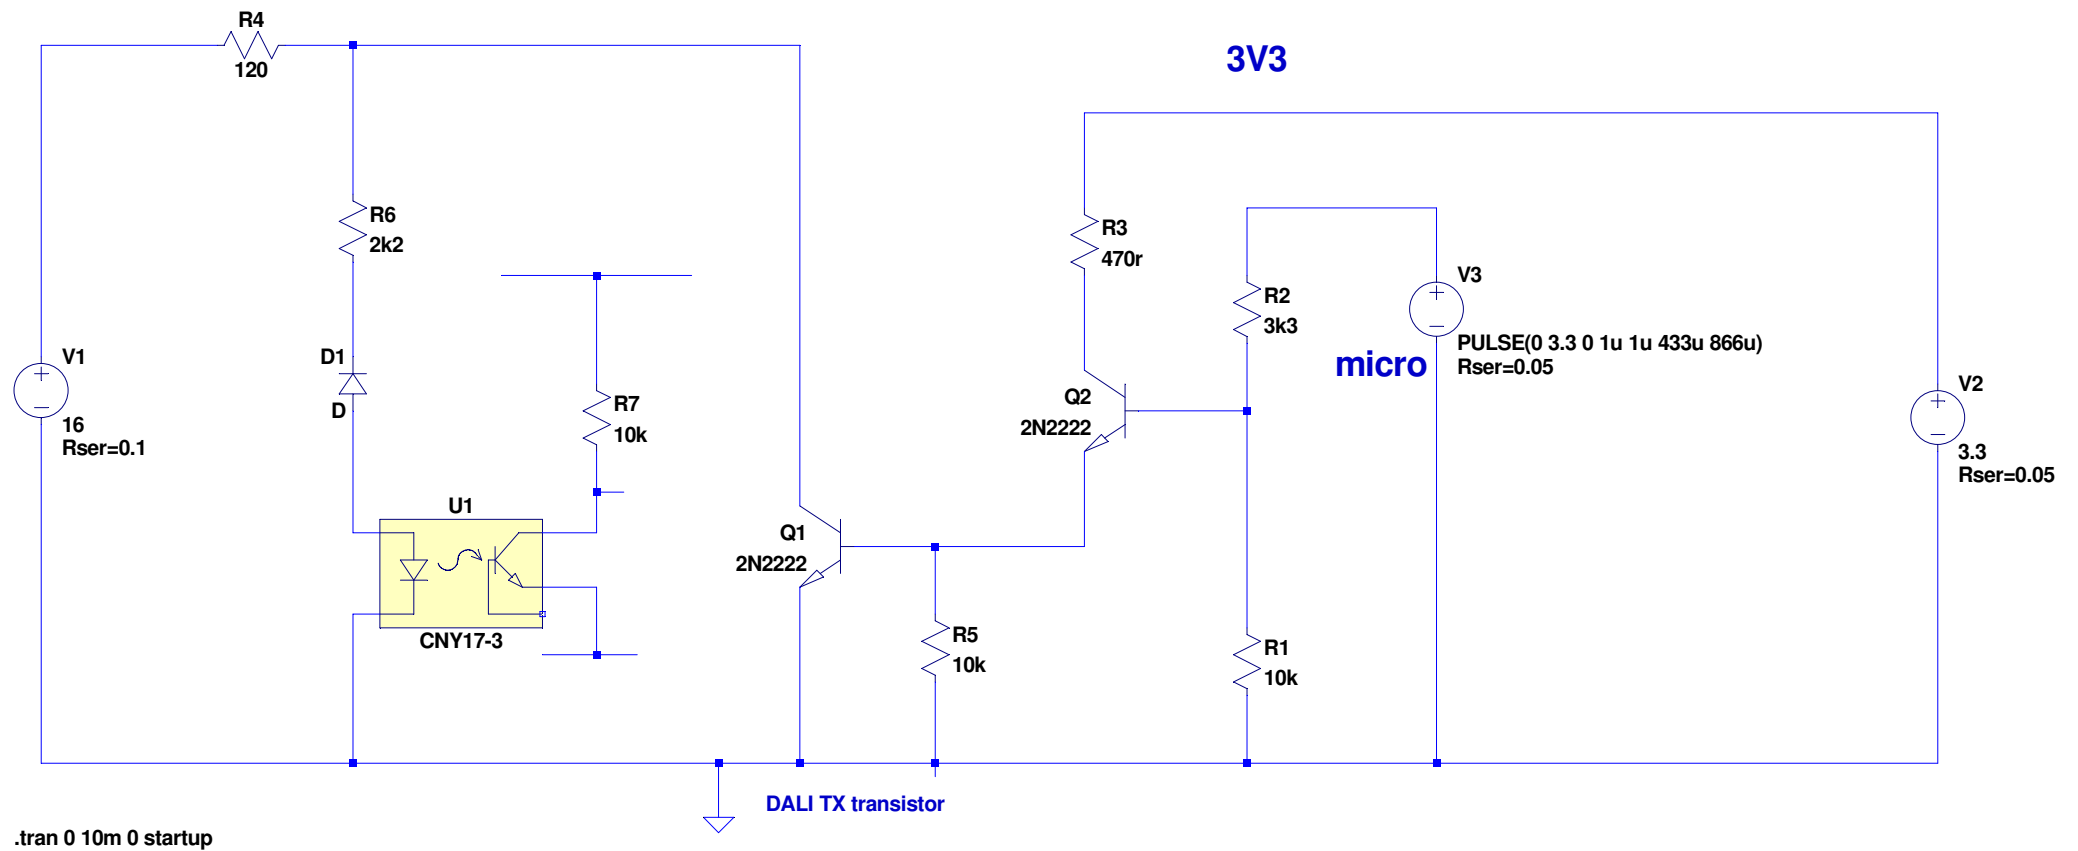 R4
120
3V3
R6
2k2
R3
470r
V3
PULSE(0 3.3 0 1u 1u 433u 866u)
Rser=0.05
R2
3k3
micro
V1
16
Rser=0.1
D1
D
R7
10k
Q2
2N2222
V2
3.3
Rser=0.05
U1
CNY17-3
Q1
2N2222
R5
10k
R1
10k
DALI TX transistor
.tran 0 10m 0 startup